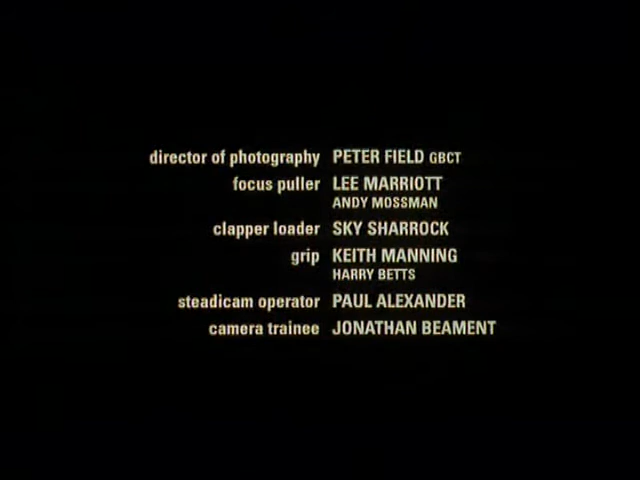 director of photography PETER FIELD GBCT
focus puller LEE MARRIOTT
ANDY MOSSMAN
clapper loader SKY SHARROCK
grip KEITH MANNING
HARRY BETTS
steadicam operator PAUL ALEXANDER
camera trainee JONATHAN BEAMENT